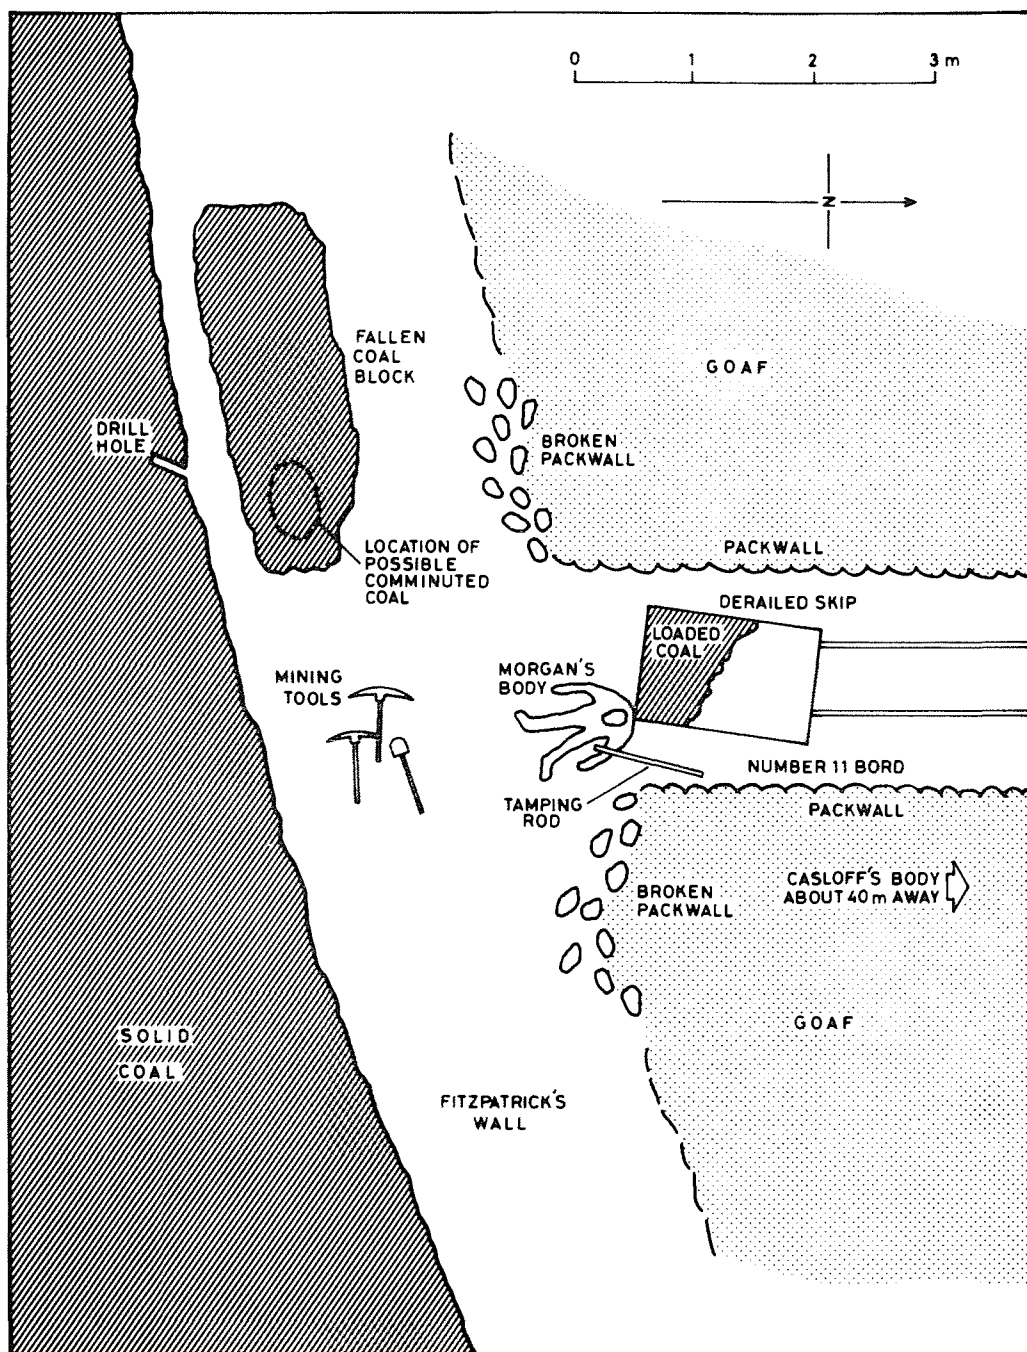 0 1 2 3 m
N
FALLEN
COAL
BLOCK
GOAF
DRILL
HOLE
BROKEN
PACKWALL
LOCATION OF
POSSIBLE
COMMINUTED
COAL
PACKWALL
DERAILED SKIP
LOADED
COAL
MORGAN'S
BODY
MINING
TOOLS
NUMBER 11 BORD
TAMPING
ROD
PACKWALL
BROKEN
PACKWALL
CASLOFF'S BODY
ABOUT 40m AWAY
SOLID
COAL
GOAF
FITZPATRICK'S
WALL